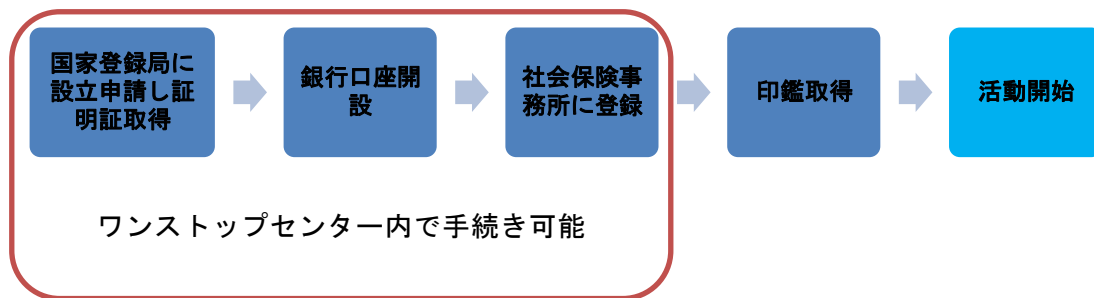 国家登録局に
設立申請し証
明証取得
銀行口座開
設
社会保険事
務所に登録
印鑑取得
活動開始
ワンストップセンター内で手続き可能